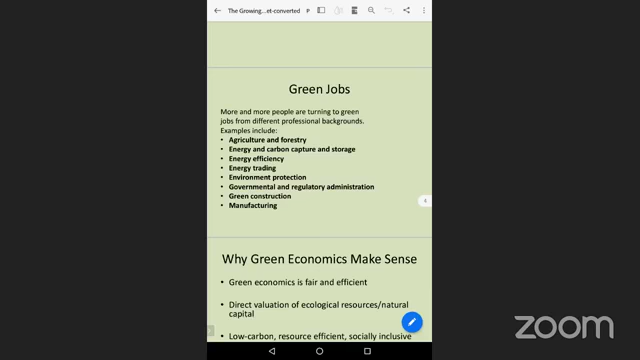 The Growing...et-converted P
Green Jobs
More and more people are turning to green
jobs from different professional backgrounds.
Examples include:
• Agriculture and forestry
• Energy and carbon capture and storage
• Energy efficiency
• Energy trading
• Environment protection
• Governmental and regulatory administration
• Green construction
• Manufacturing
4
Why Green Economics Make Sense
• Green economics is fair and efficient
• Direct valuation of ecological resources/natural
capital
• Low-carbon, resource efficient, socially inclusive
zoom